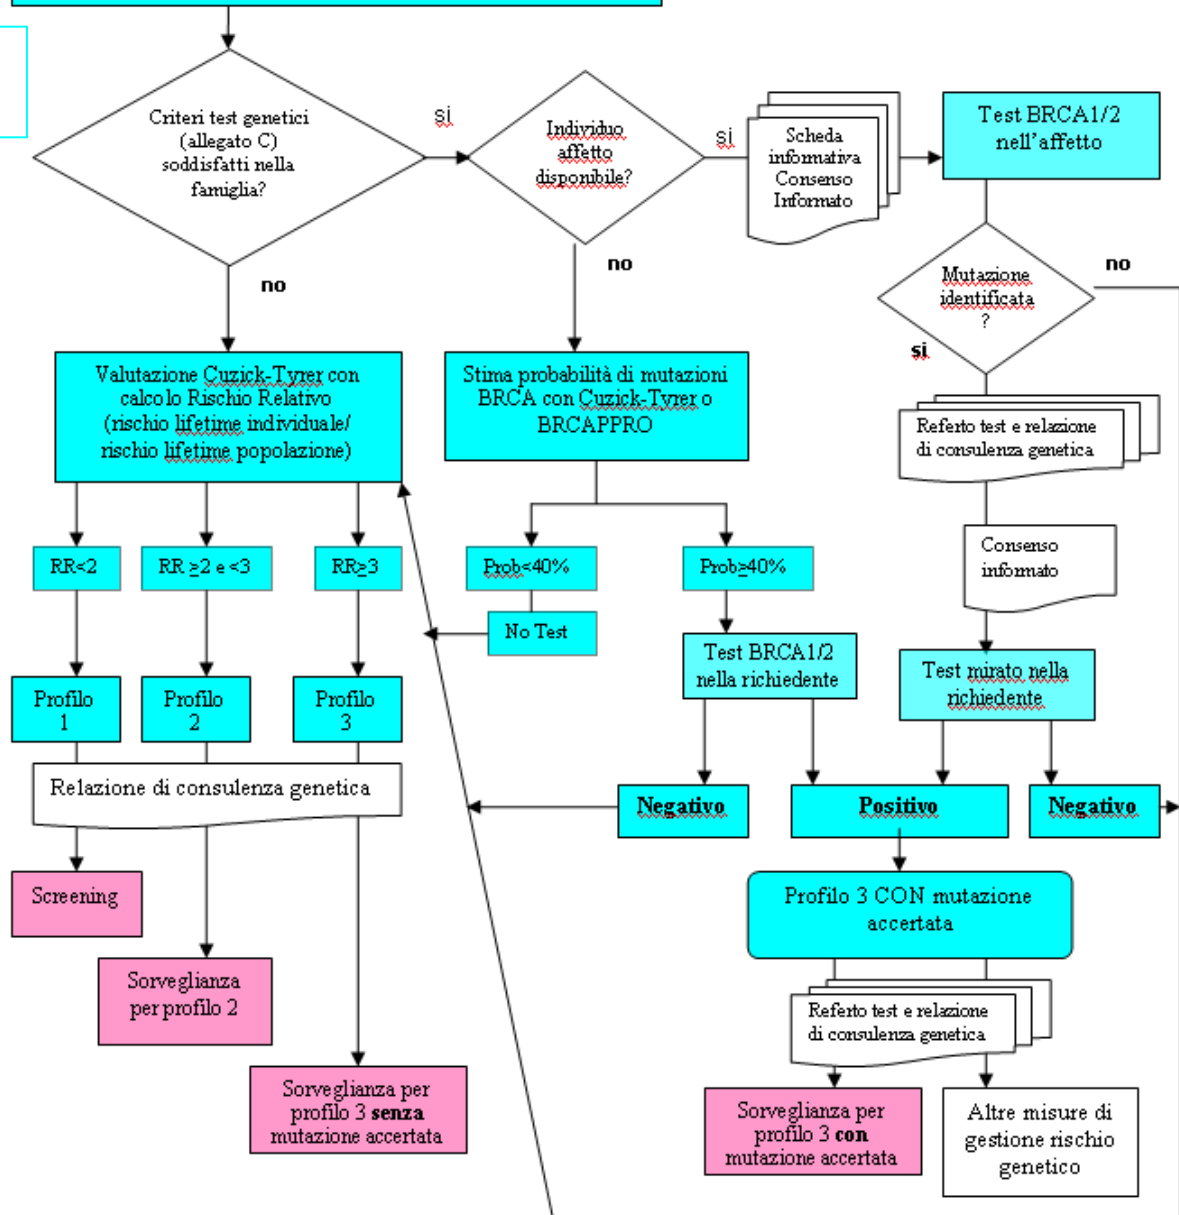 Criteri test genetici
(allegato C)
soddisfatti nella
famiglia?
si
Individuo
affetto
disponibile?
si
Scheda
informativa
Consenso
Informato
Test BRCA1/2
nell'affetto
no
no
Mutazione
identificata
?
no
si
Valutazione Cuzick-Tyrer con
calcolo Rischio Relativo
(rischio lifetime individuale/
rischio lifetime popolazione)
Stima probabilità di mutazioni
BRCA con Cuzick-Tyrer o
BRCAPPRO
Referto test e relazione
di consulenza genetica
Consenso
informato
RR<2
RR ≥2 e <3
RR≥3
Prob<40%
Prob≥40%
No Test
Test BRCA1/2
nella richiedente
Test mirato nella
richiedente
Profilo
1
Profilo
2
Profilo
3
Relazione di consulenza genetica
Negativo
Positivo
Negativo
Screening
Profilo 3 CON mutazione
accertata
Sorveglianza
per profilo 2
Referto test e relazione
di consulenza genetica
Sorveglianza per
profilo 3 senza
mutazione accertata
Sorveglianza per
profilo 3 con
mutazione accertata
Altre misure di
gestione rischio
genetico